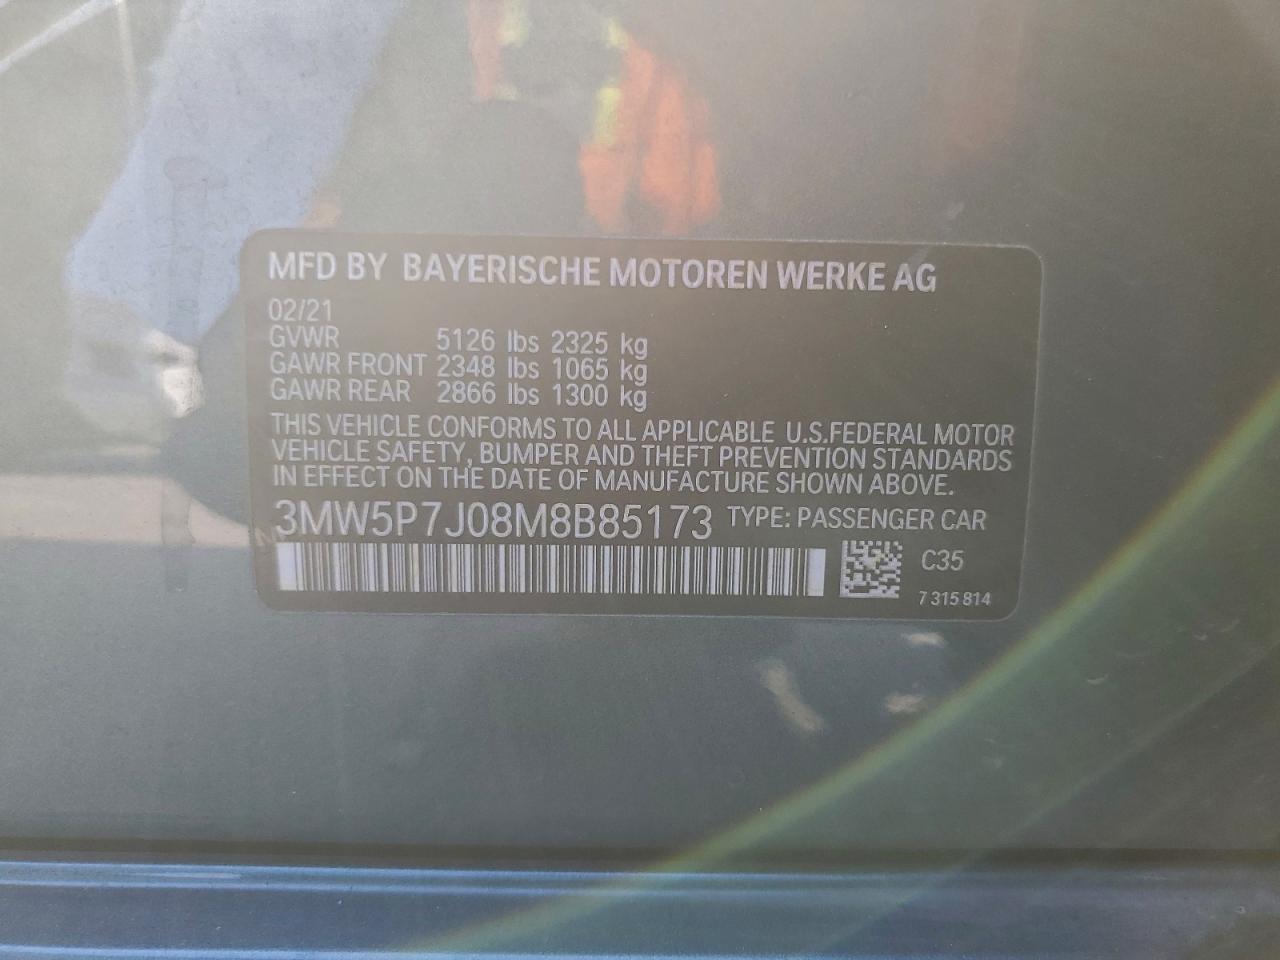 MFD BY BAYERISCHE MOTOREN WERKE AG
02/21
GVWR 5126 lbs 2325 kg
GAWR FRONT 2348 lbs 1065 kg
GAWR REAR 2866 lbs 1300 kg
THIS VEHICLE CONFORMS TO ALL APPLICABLE U.S.FEDERAL MOTOR
VEHICLE SAFETY, BUMPER AND THEFT PREVENTION STANDARDS
IN EFFECT ON THE DATE OF MANUFACTURE SHOWN ABOVE.
3MW5P7J08M8B85173 TYPE: PASSENGER CAR
C35
7 315 814